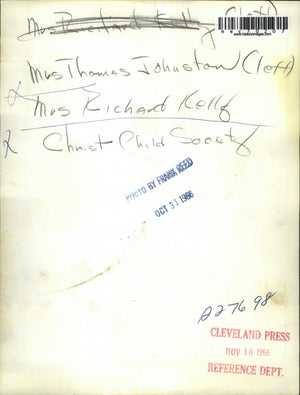 Mrs Richard Kelly (left)
Mrs Thomas Johnston (left)
Mrs Richard Kelly
Christ Child Society
PHOTO BY FRANK REED
OCT 31 1966
A27698
CLEVELAND PRESS
NOV 10 1966
REFERENCE DEPT.